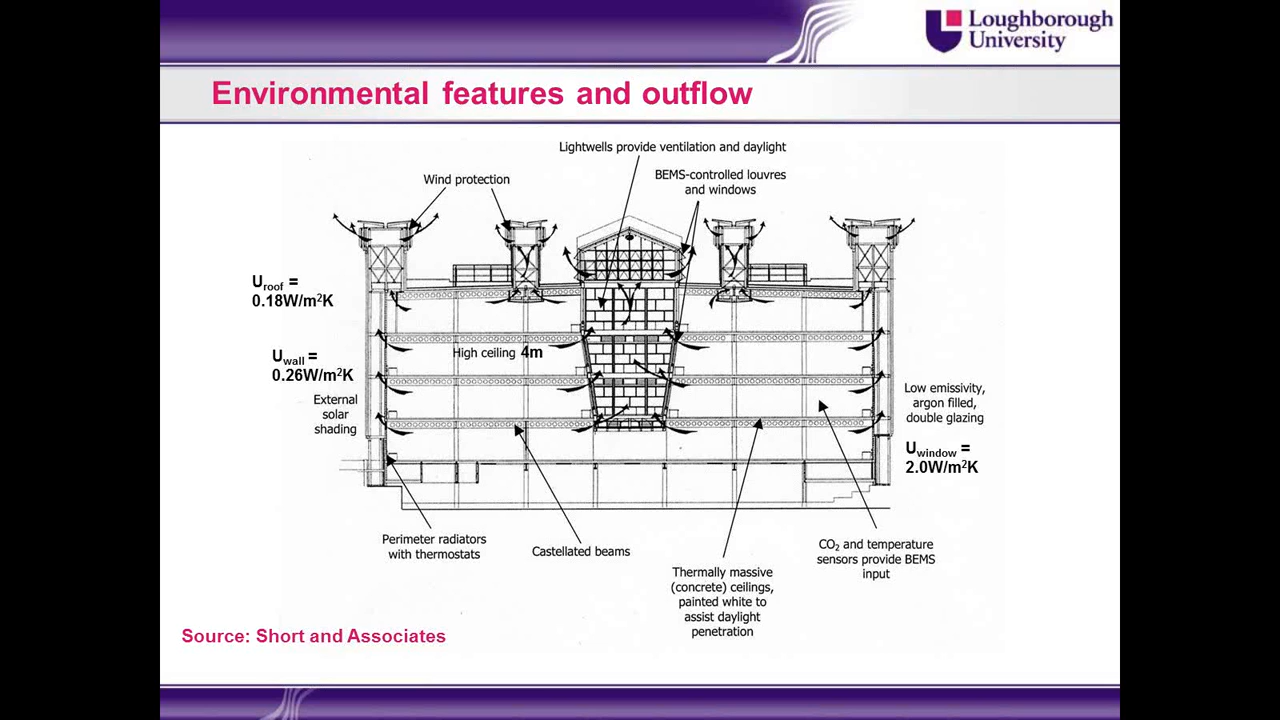 Loughborough
University
Environmental features and outflow
Lightwells provide ventilation and daylight
Wind protection
BEMS-controlled louvres
and windows
U_roof =
0.18W/m²K
U_wall =
0.26W/m²K
High ceiling 4m
External
solar
shading
Low emissivity,
argon filled,
double glazing
U_window =
2.0W/m²K
Perimeter radiators
with thermostats
Castellated beams
Thermally massive
(concrete) ceilings,
painted white to
assist daylight
penetration
CO₂ and temperature
sensors provide BEMS
input
Source: Short and Associates